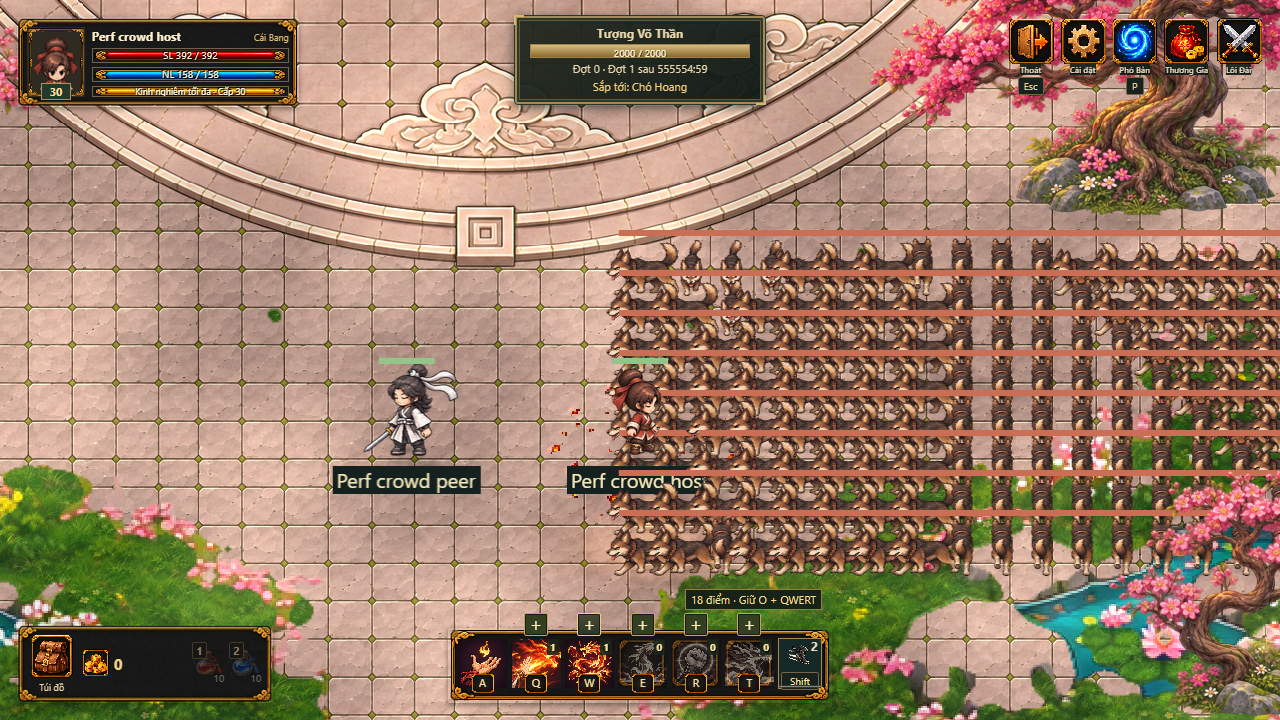 Perf crowd host
Cái Bang
SL 392 / 392
NL 158 / 158
30
Kinh nghiệm tối đa · Cấp 30
Tượng Võ Thần
2000 / 2000
Đợt 0 · Đợt 1 sau 555554:59
Sắp tới: Chó Hoang
Thoát
Cài đặt
Phó Bản
Thương Gia
Lôi Đài
Esc
P
Perf crowd peer
Perf crowd host
18 điểm · Giữ O + QWERT
+ + + + +
1 1 0 0 0 2
A Q W E R T Shift
Túi đồ
0
1 2
10 10